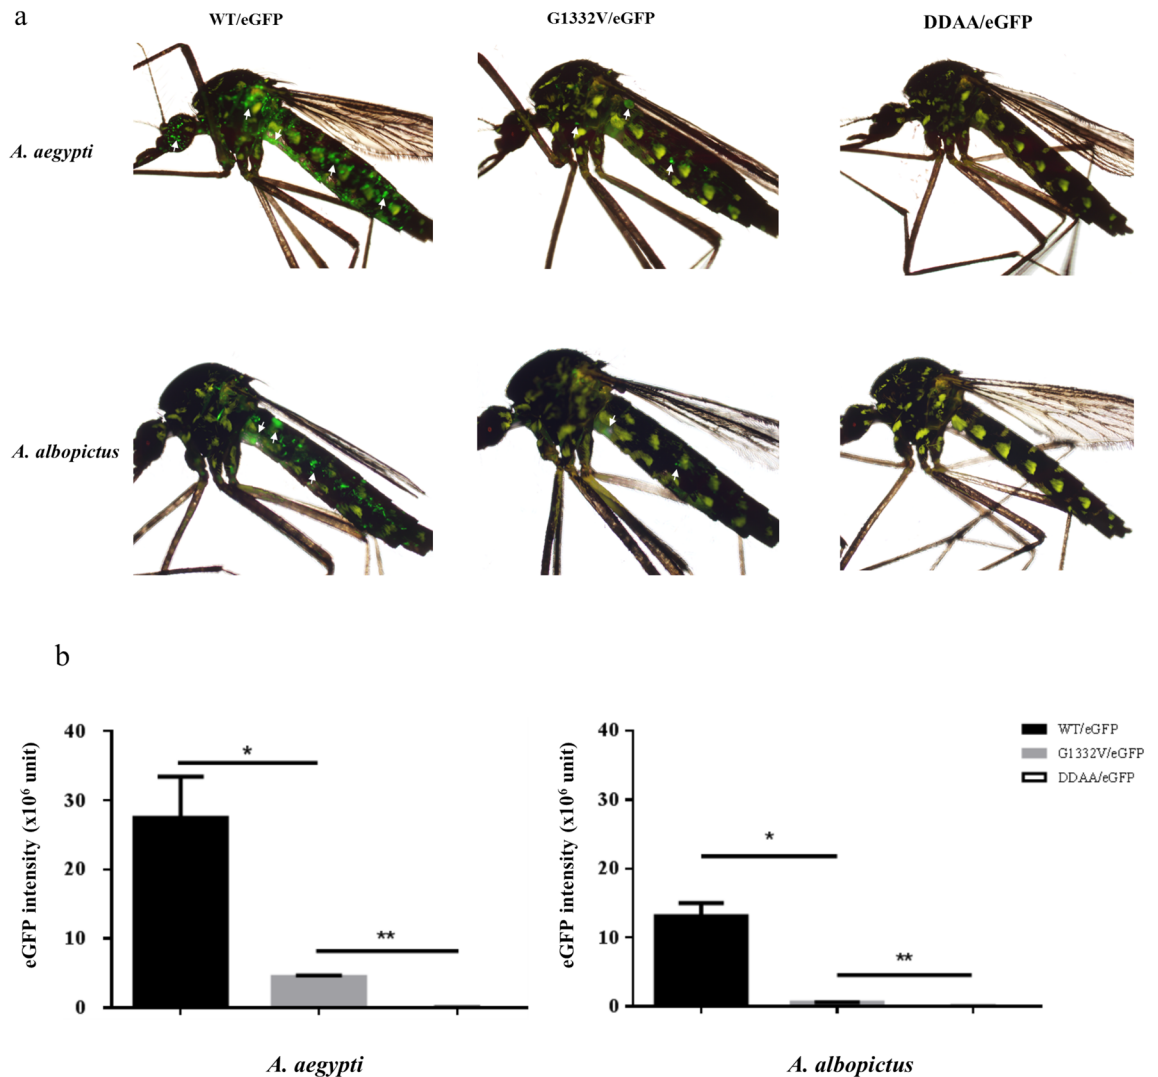 a
WT/eGFP
G1332V/eGFP
DDAA/eGFP
A. aegypti
A. albopictus
b
eGFP intensity (x10⁶ unit)
40
30
20
10
0
*
**
A. aegypti
eGFP intensity (x10⁶ unit)
40
30
20
10
0
*
**
A. albopictus
WT/eGFP
G1332V/eGFP
DDAA/eGFP